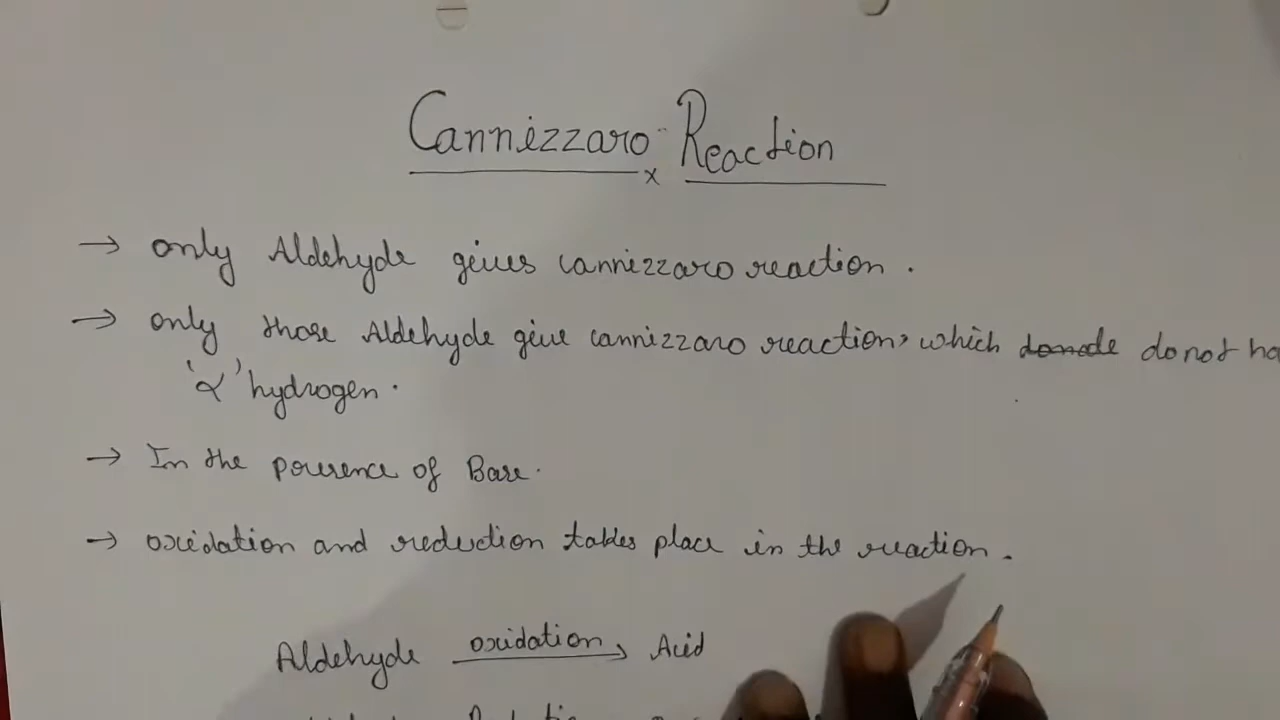 Cannizzaro Reaction
x
→ only Aldehyde gives cannizzaro reaction.
→ only those Aldehyde give cannizzaro reaction, which do not ha
'α' hydrogen.
→ In the presence of Base.
→ oxidation and reduction takes place in the reaction.
Aldehyde oxidation → Acid